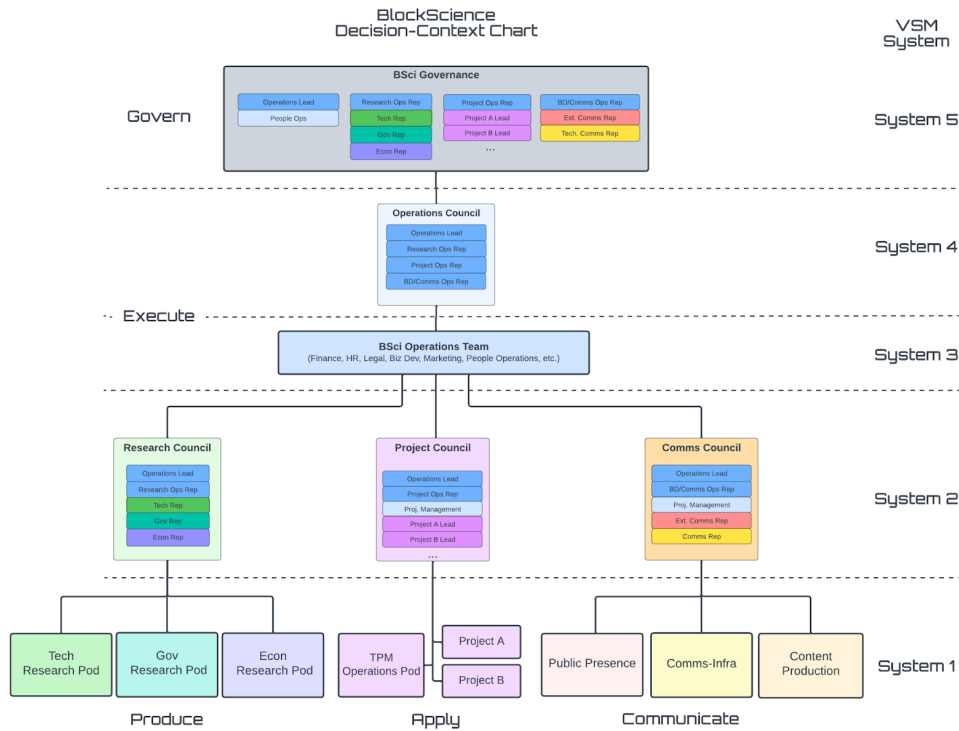 BlockScience
Decision-Context Chart
VSM
System
BSci Governance
Govern
System 5
Operations Lead
People Ops
Research Ops Rep
Tech Rep
Gov Rep
Econ Rep
Project Ops Rep
Project A Lead
Project B Lead
...
BD/Comms Ops Rep
Ext. Comms Rep
Tech. Comms Rep
Operations Council
Operations Lead
Research Ops Rep
Project Ops Rep
BD/Comms Ops Rep
System 4
Execute
BSci Operations Team
(Finance, HR, Legal, Biz Dev, Marketing, People Operations, etc.)
System 3
Research Council
Operations Lead
Research Ops Rep
Tech Rep
Gov Rep
Econ Rep
Project Council
Operations Lead
Project Ops Rep
Proj. Management
Project A Lead
Project B Lead
...
Comms Council
Operations Lead
BD/Comms Ops Rep
Proj. Management
Ext. Comms Rep
Comms Rep
System 2
Tech
Research Pod
Gov
Research Pod
Econ
Research Pod
TPM
Operations Pod
Project A
Project B
Public Presence
Comms-Infra
Content
Production
System 1
Produce
Apply
Communicate